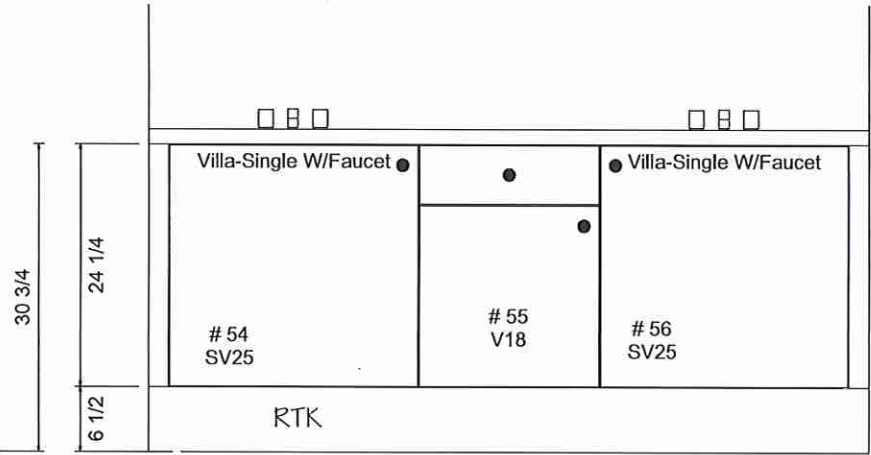 Villa-Single W/Faucet
Villa-Single W/Faucet
30 3/4
24 1/4
# 54
SV25
# 55
V18
# 56
SV25
6 1/2
RTK